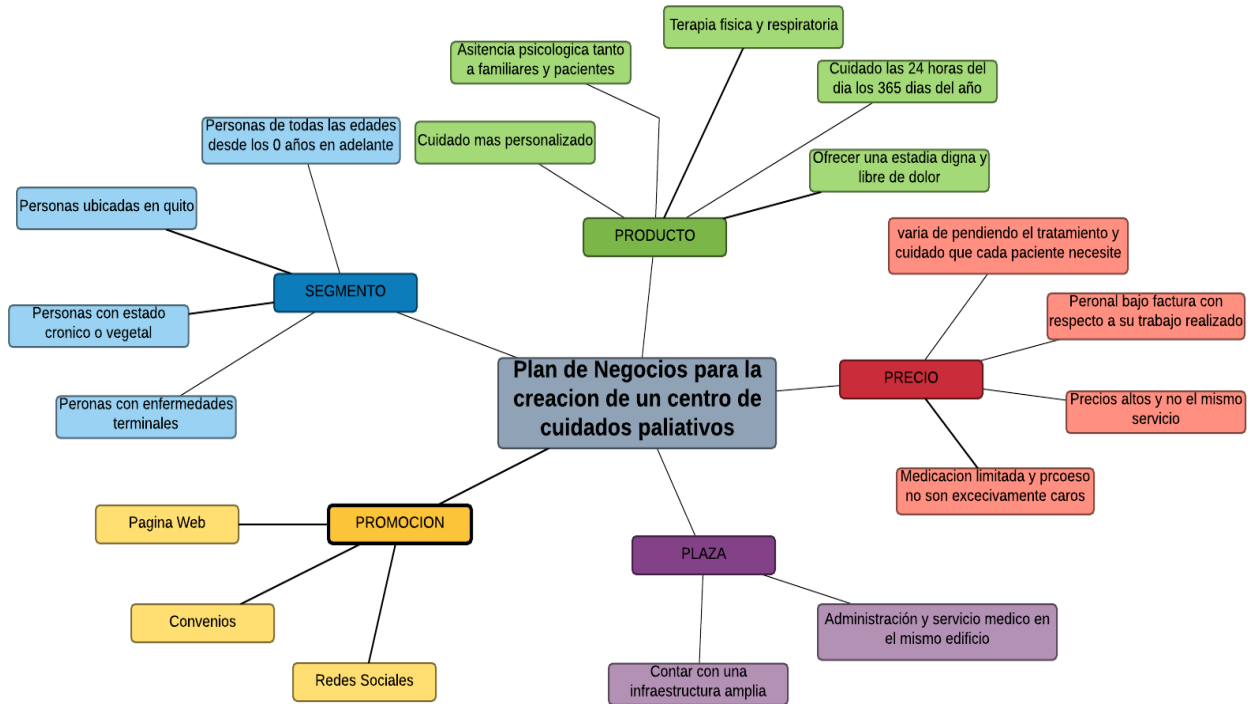 Terapia fisica y respiratoria
Asitencia psicologica tanto
a familiares y pacientes
Cuidado las 24 horas del
dia los 365 dias del año
Cuidado mas personalizado
Ofrecer una estadia digna y
libre de dolor
PRODUCTO
Personas de todas las edades
desde los 0 años en adelante
Personas ubicadas en quito
SEGMENTO
Personas con estado
cronico o vegetal
Peronas con enfermedades
terminales
varia de pendiendo el tratamiento y
cuidado que cada paciente necesite
Peronal bajo factura con
respecto a su trabajo realizado
PRECIO
Precios altos y no el mismo
servicio
Medicacion limitada y prcoeso
no son excecivamente caros
Plan de Negocios para la
creacion de un centro de
cuidados paliativos
PROMOCION
Pagina Web
Convenios
Redes Sociales
PLAZA
Administración y servicio medico en
el mismo edificio
Contar con una
infraestructura amplia